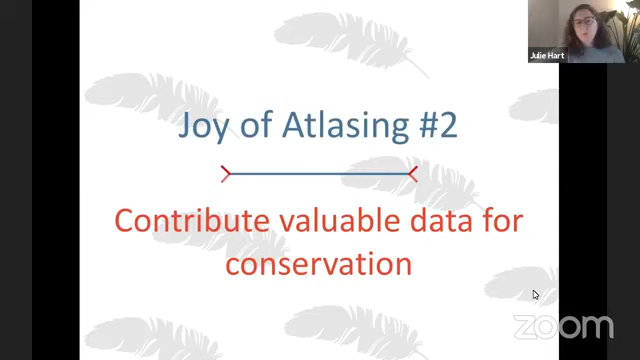 Julie Hart
Joy of Atlasing #2
Contribute valuable data for
conservation
zoom